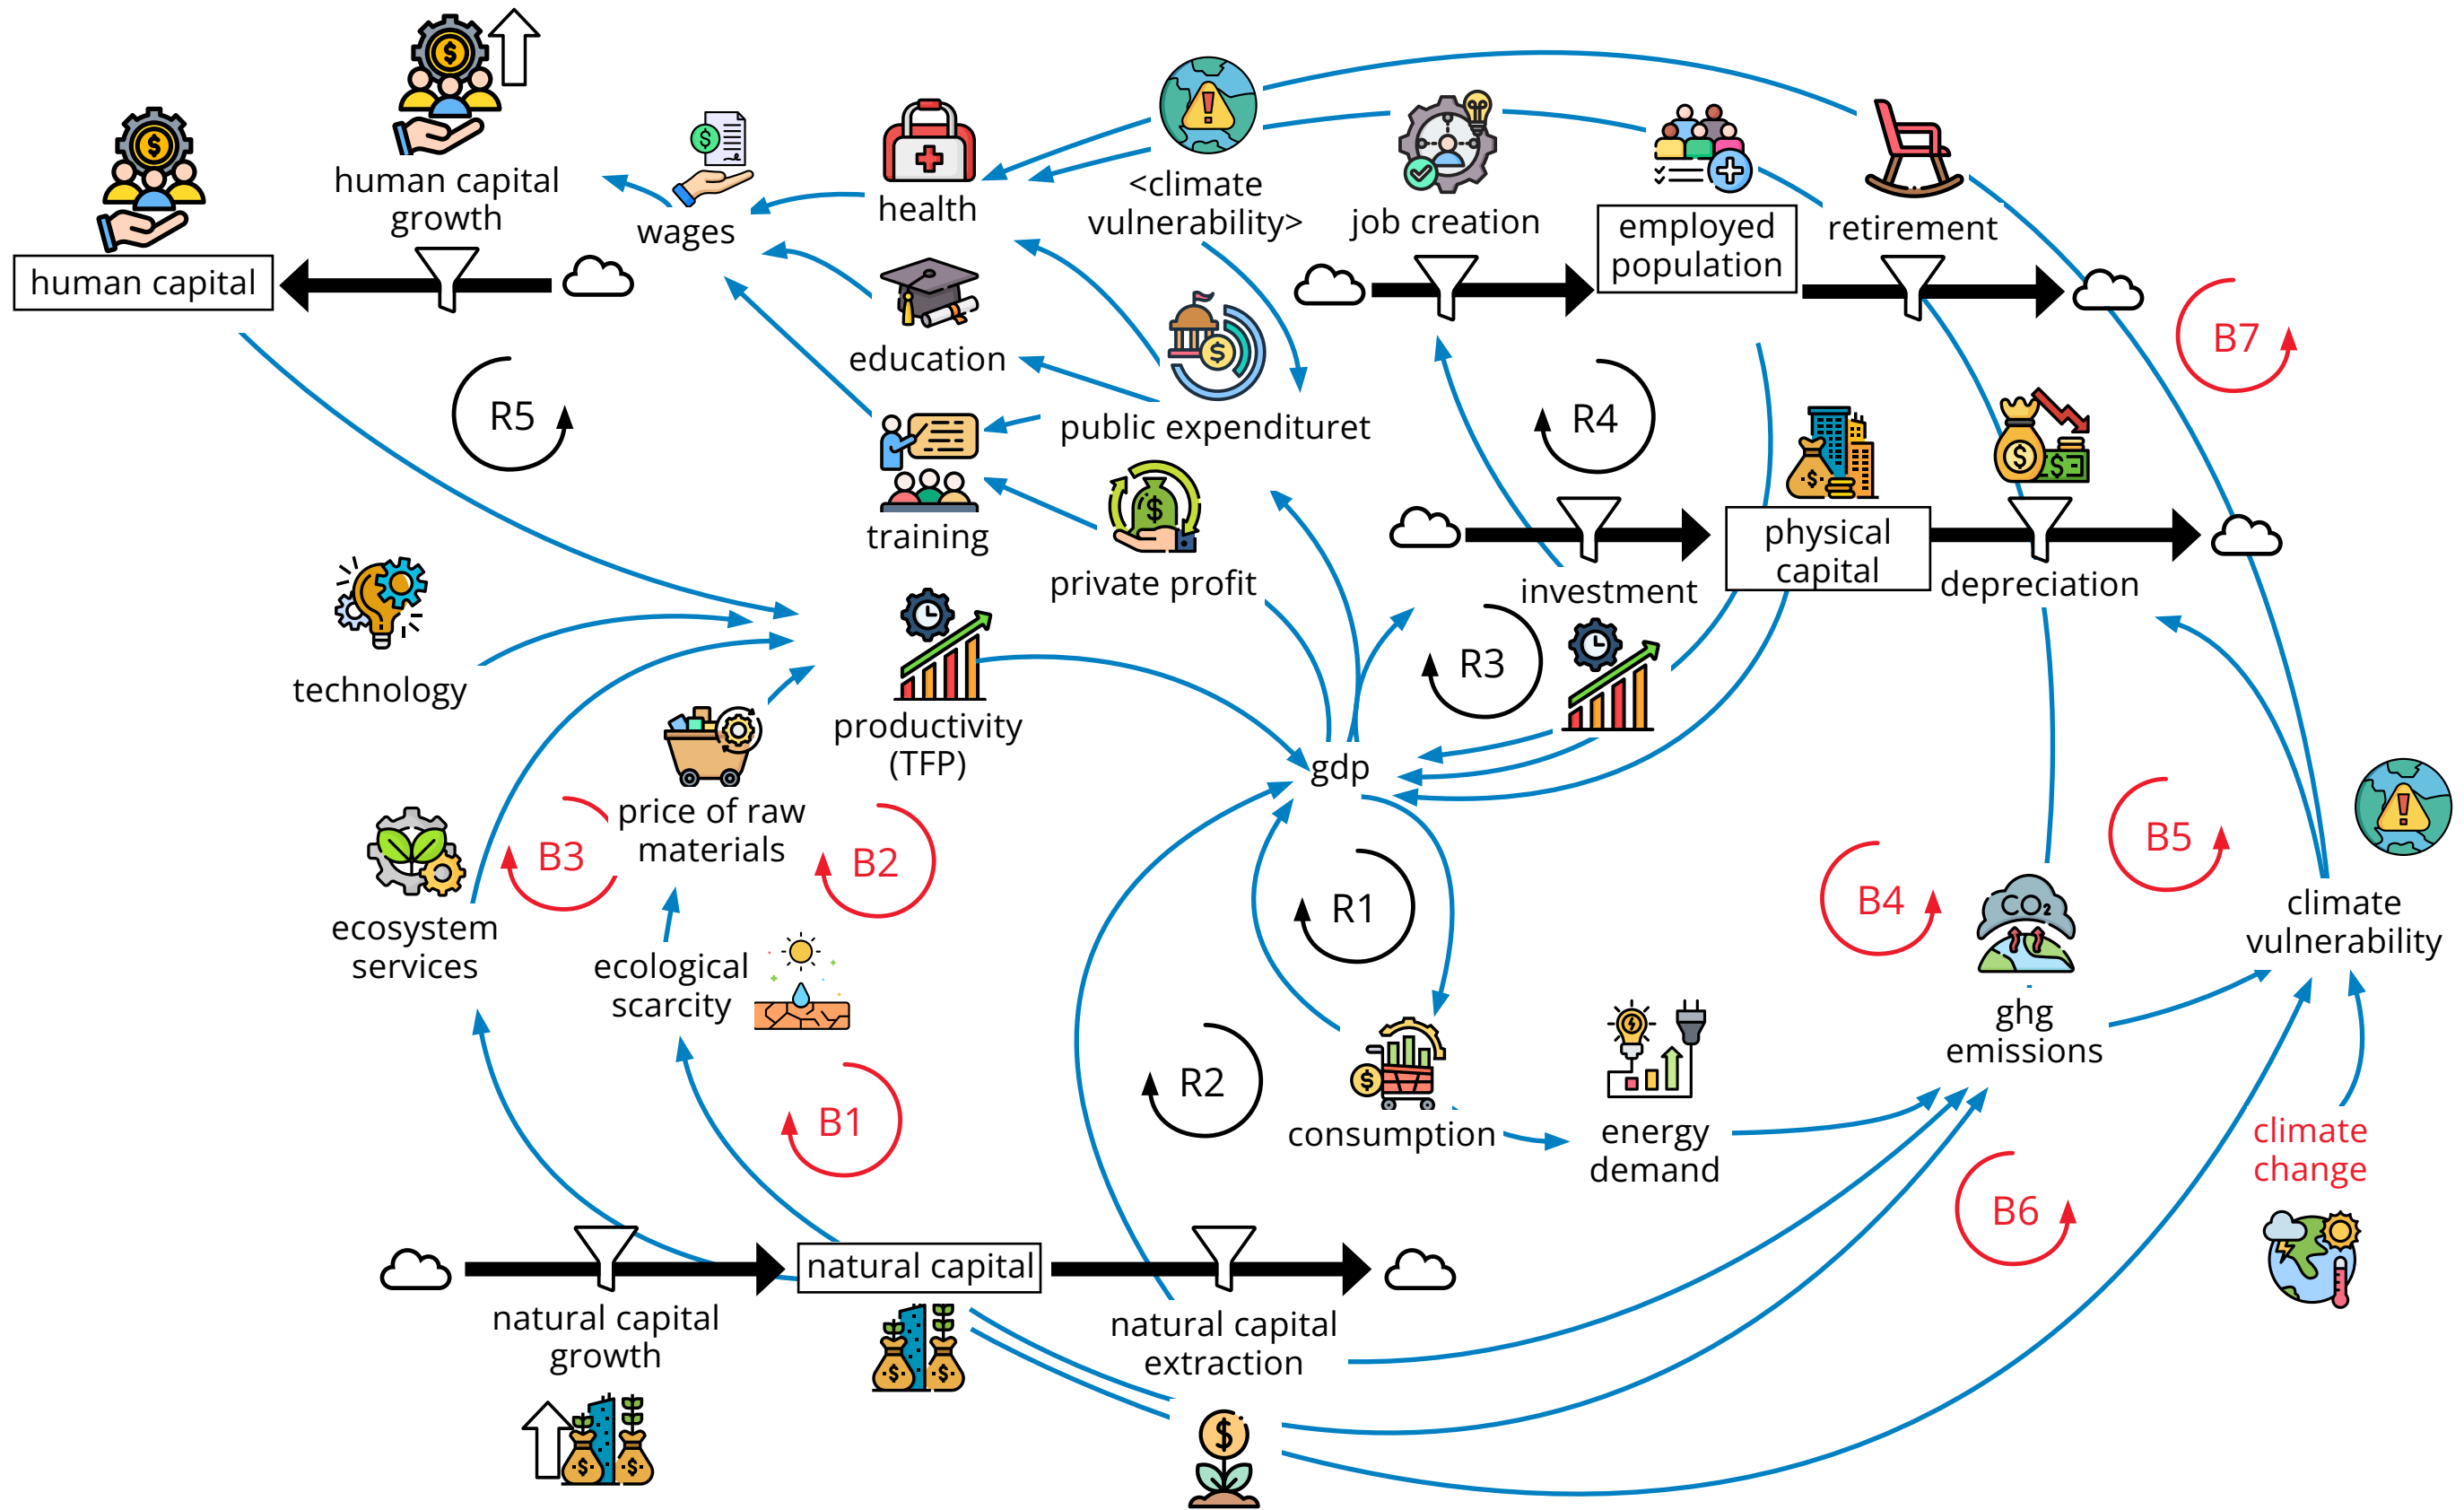 human capital
growth
human capital
wages
health
education
training
<climate
vulnerability>
public expendituret
private profit
job creation
employed
population
retirement
B7
R5
R4
technology
productivity
(TFP)
investment
physical
capital
depreciation
R3
gdp
price of raw
materials
B3
B2
ecosystem
services
ecological
scarcity
B1
R1
R2
consumption
energy
demand
B4
B5
CO2
ghg
emissions
climate
vulnerability
climate
change
B6
natural capital
growth
natural capital
natural capital
extraction